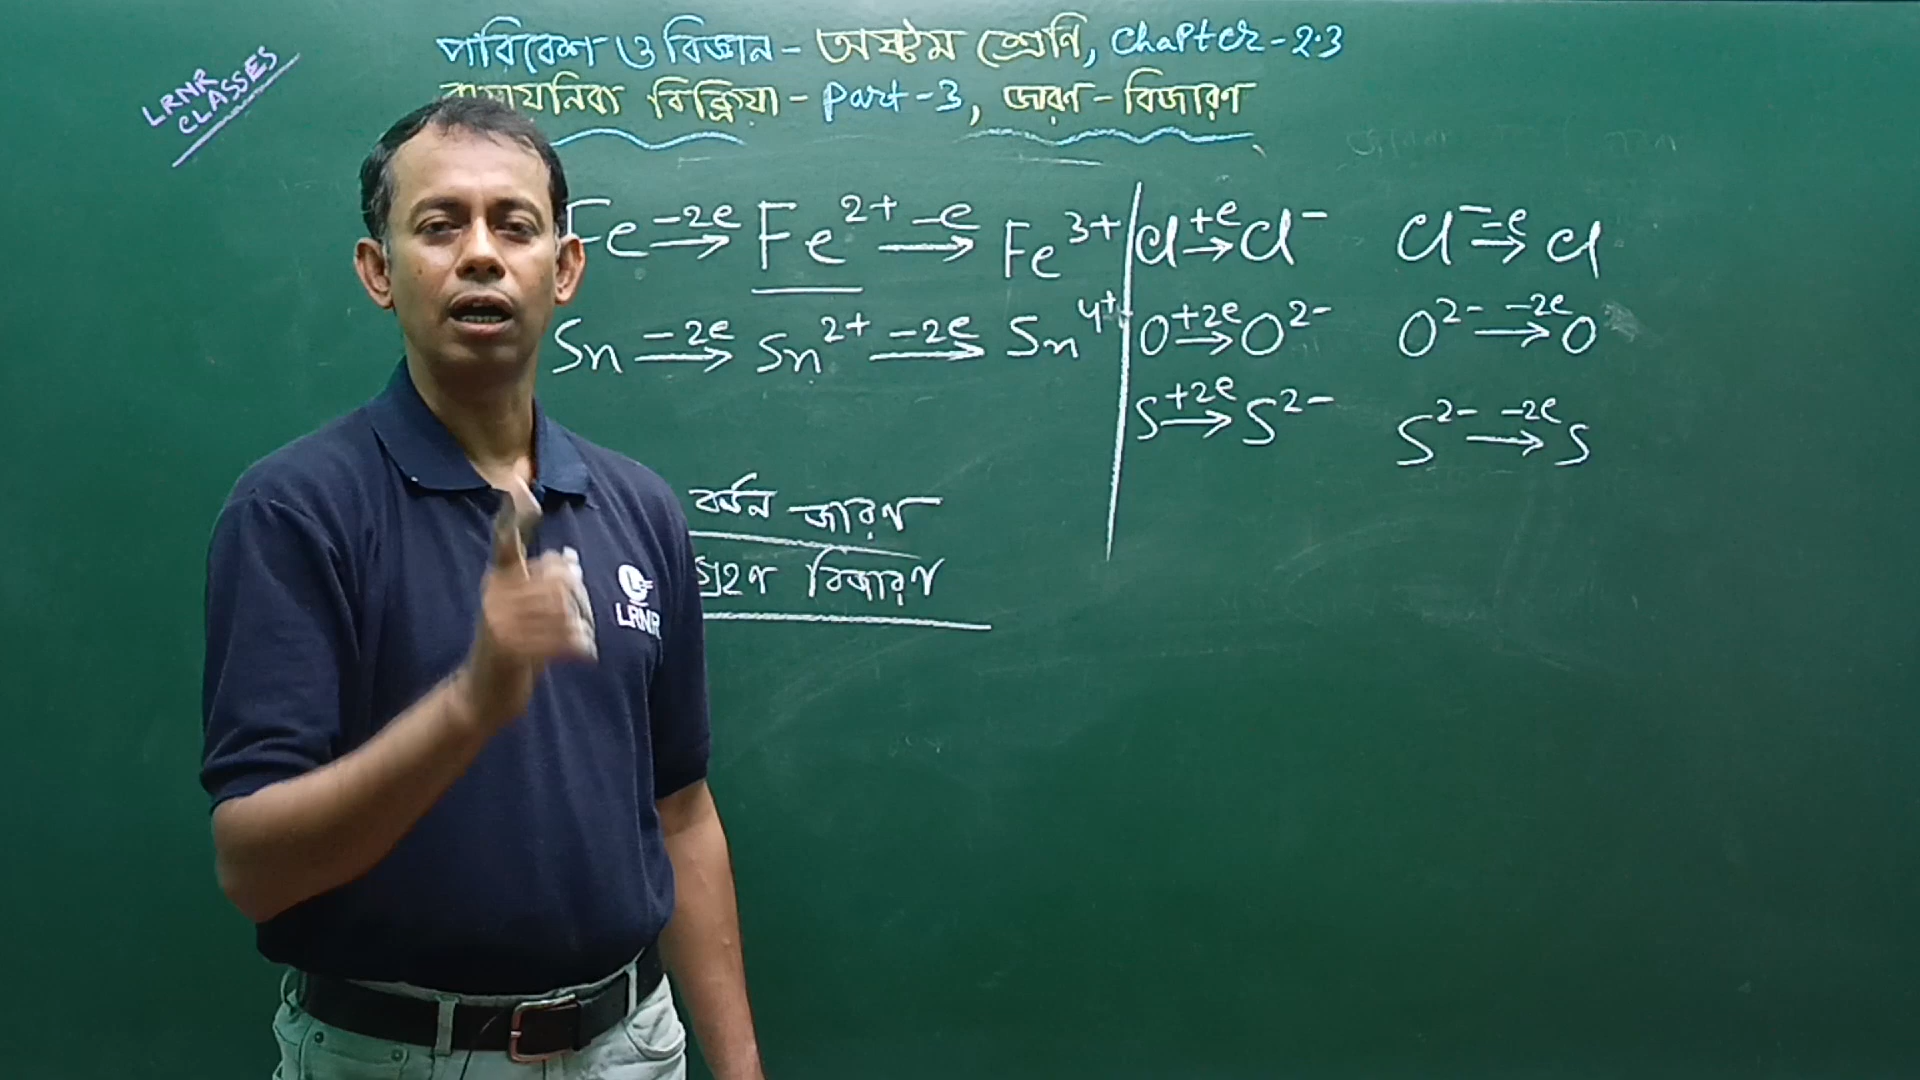 পরিবেশ ও বিজ্ঞান - অষ্টম শ্রেণি, Chapter - 2.3
রাসায়নিক বিক্রিয়া - Part - 3, জারণ - বিজারণ
LRNR
CLASSES
Fe -2e→ Fe²⁺ -e→ Fe³⁺
Sn -2e→ Sn²⁺ -2e→ Sn⁴⁺
Cl +e→ Cl⁻ Cl⁻ -e→ Cl
O +2e→ O²⁻ O²⁻ -2e→ O
S +2e→ S²⁻ S²⁻ -2e→ S
বর্জন জারণ
গ্রহণ বিজারণ
LRNR